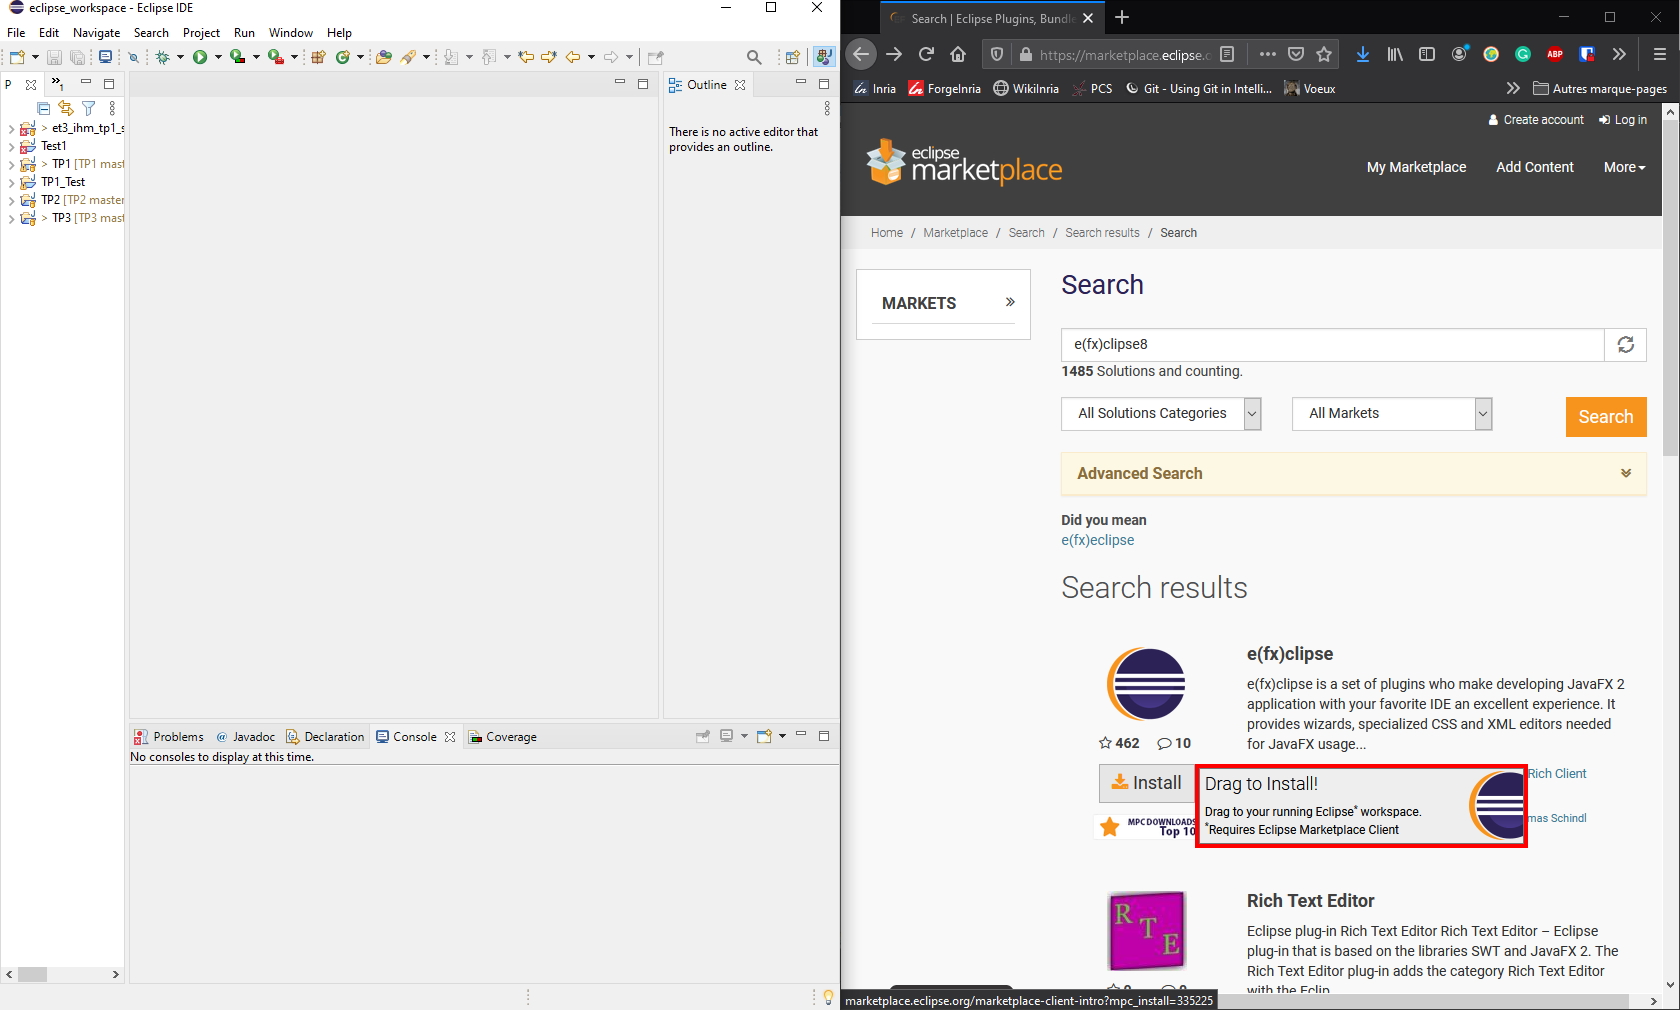 eclipse_workspace - Eclipse IDE
File Edit Navigate Search Project Run Window Help
P
»1
> et3_ihm_tp1_s
Test1
> TP1 [TP1 mast
TP1_Test
TP2 [TP2 master
> TP3 [TP3 mast
Outline
There is no active editor that
provides an outline.
Problems @ Javadoc Declaration Console Coverage
No consoles to display at this time.
Search | Eclipse Plugins, Bundle
https://marketplace.eclipse.c
ABP
Inria ForgeInria WikiInria PCS Git - Using Git in Intelli... Voeux Autres marque-pages
Create account Log in
eclipse
marketplace
My Marketplace Add Content More
Home / Marketplace / Search / Search results / Search
MARKETS
Search
e(fx)clipse8
1485 Solutions and counting.
All Solutions Categories All Markets Search
Advanced Search
Did you mean
e(fx)eclipse
Search results
e(fx)clipse
e(fx)clipse is a set of plugins who make developing JavaFX 2
application with your favorite IDE an excellent experience. It
provides wizards, specialized CSS and XML editors needed
for JavaFX usage...
462 10
Install
Drag to Install!
Drag to your running Eclipse* workspace.
*Requires Eclipse Marketplace Client
Rich Client
mas Schindl
MPC DOWNLOADS
Top 10
RTE
Rich Text Editor
Eclipse plug-in Rich Text Editor Rich Text Editor – Eclipse
plug-in that is based on the libraries SWT and JavaFX 2. The
Rich Text Editor plug-in adds the category Rich Text Editor
with the Eclip
marketplace.eclipse.org/marketplace-client-intro?mpc_install=335225